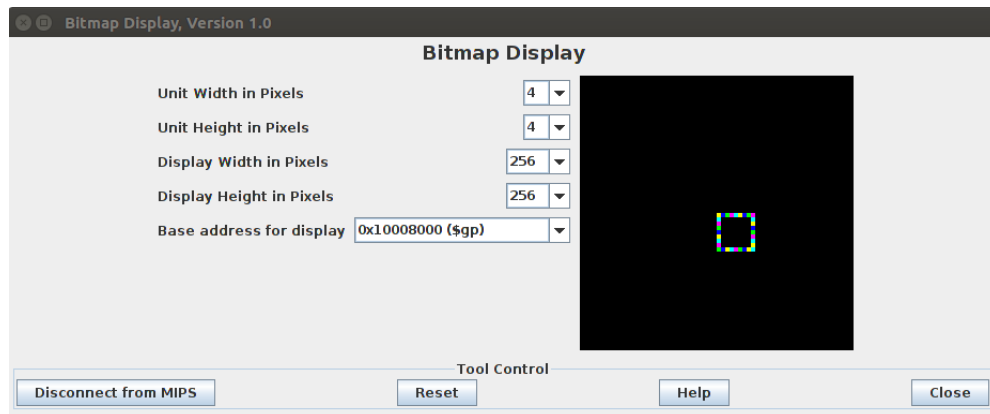 Bitmap Display, Version 1.0
Bitmap Display
Unit Width in Pixels 4
Unit Height in Pixels 4
Display Width in Pixels 256
Display Height in Pixels 256
Base address for display 0x10008000 ($gp)
Tool Control
Disconnect from MIPS Reset Help Close